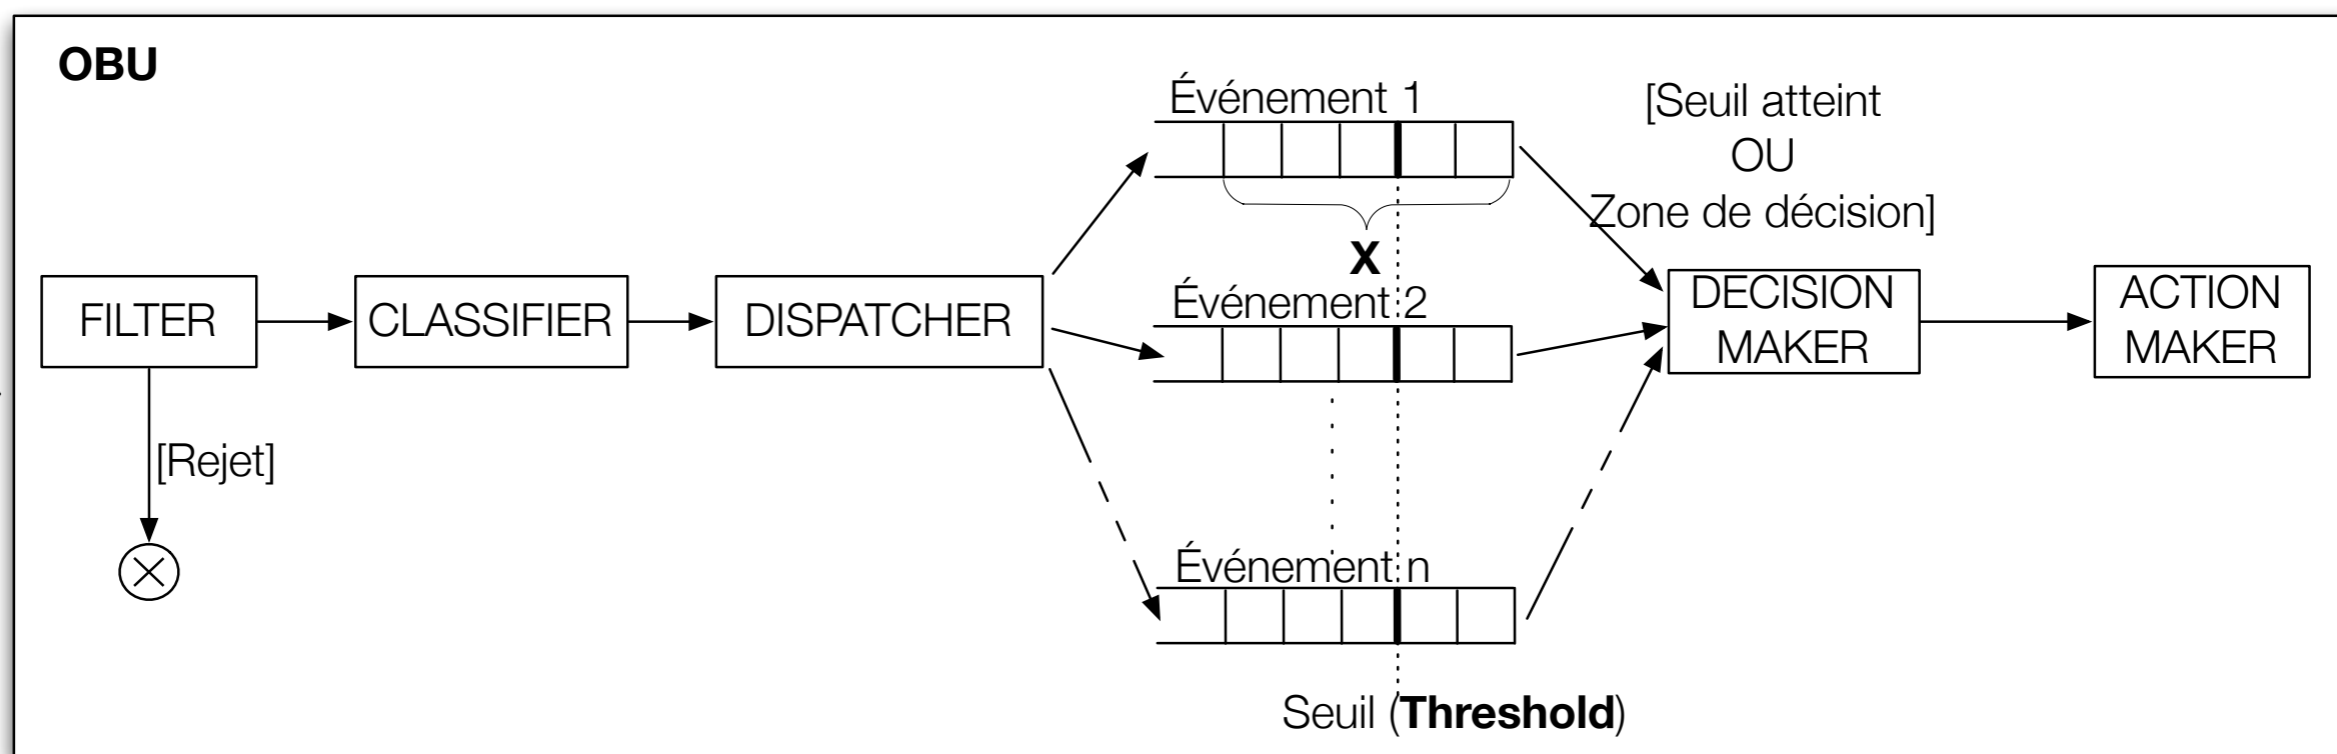 OBU
Événement 1
[Seuil atteint
OU
Zone de décision]
X
Événement 2
FILTER
CLASSIFIER
DISPATCHER
DECISION
MAKER
ACTION
MAKER
[Rejet]
Événement n
Seuil (Threshold)